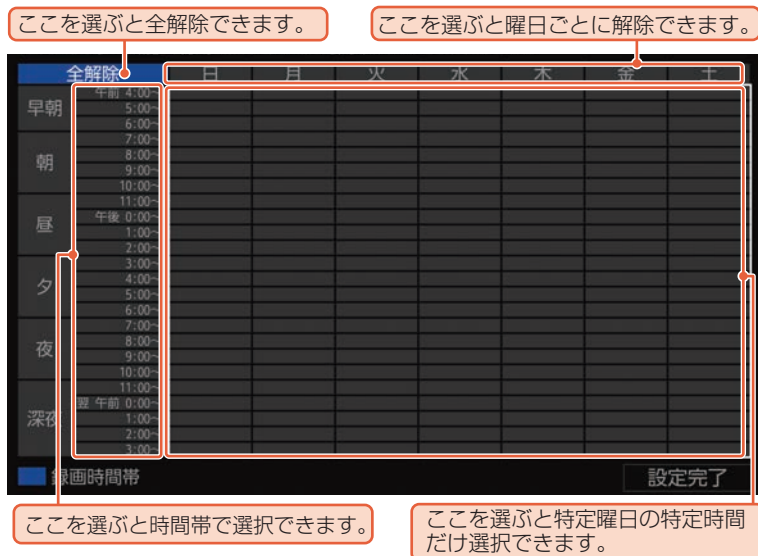 ここを選ぶと全解除できます。
ここを選ぶと曜日ごとに解除できます。
全解除 日 月 火 水 木 金 土
早朝
午前 4:00~
5:00~
6:00~
朝
7:00~
8:00~
9:00~
10:00~
昼
11:00~
午後 0:00~
1:00~
2:00~
夕
3:00~
4:00~
5:00~
6:00~
夜
7:00~
8:00~
9:00~
10:00~
深夜
11:00~
翌 午前 0:00~
1:00~
2:00~
3:00~
録画時間帯
設定完了
ここを選ぶと時間帯で選択できます。
ここを選ぶと特定曜日の特定時間
だけ選択できます。